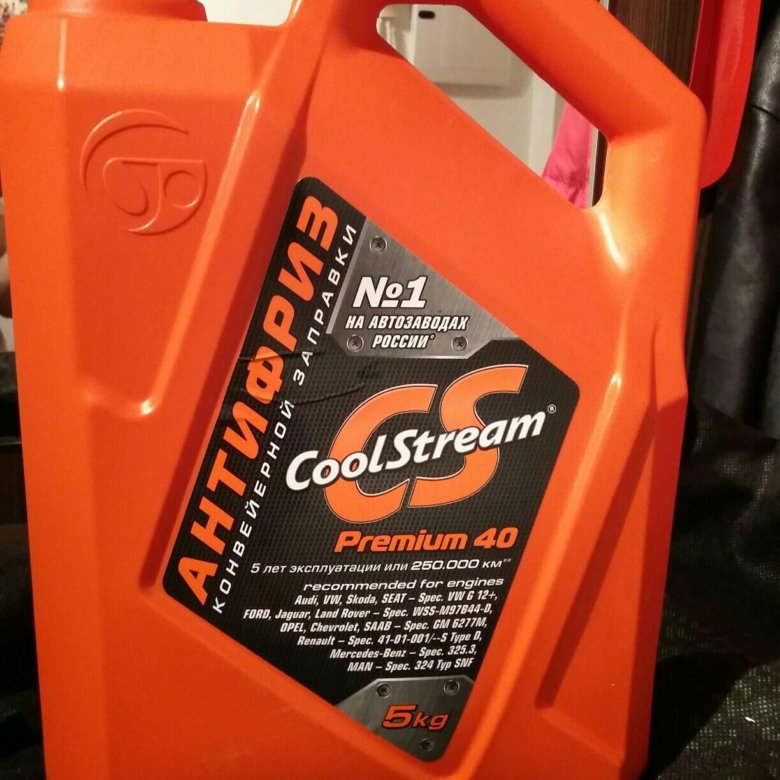 АНТИФРИЗ
КОНВЕЙЕРНОЙ ЗАПРАВКИ
№1
НА АВТОЗАВОДАХ
РОССИИ*
CS
CoolStream®
Premium 40
5 лет эксплуатации или 250.000 км**
recommended for engines
Audi, VW, Skoda, SEAT – Spec. VW G 12+,
FORD, Jaguar, Land Rover – Spec. WSS-M97B44-D,
OPEL, Chevrolet, SAAB – Spec. GM 6277M,
Renault – Spec. 41-01-001/--S Type D,
Mercedes-Benz – Spec. 325.3,
MAN – Spec. 324 Typ SNF
5kg